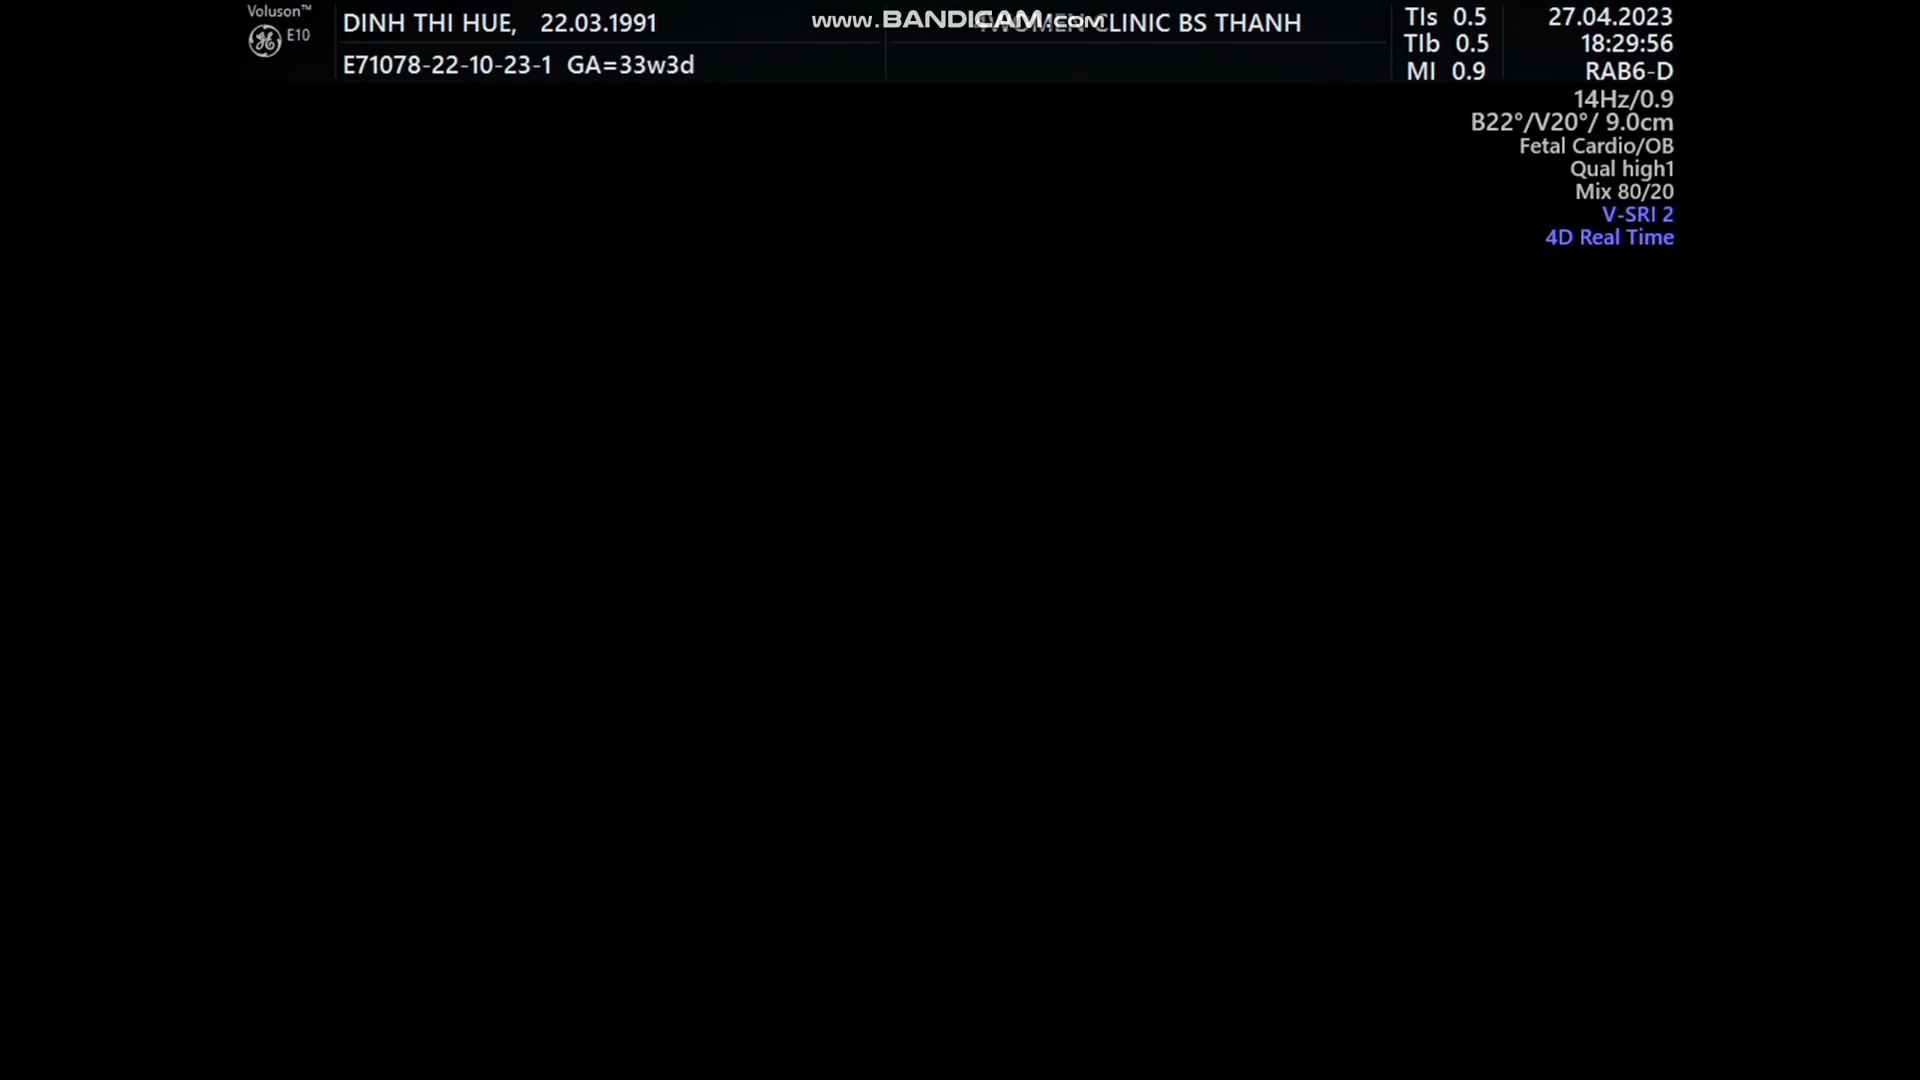 Voluson™
E10
DINH THI HUE, 22.03.1991
E71078-22-10-23-1 GA=33w3d
www.BANDICAM.com
CLINIC BS THANH
TIs 0.5
TIb 0.5
MI 0.9
27.04.2023
18:29:56
RAB6-D
14Hz/0.9
B22°/V20°/ 9.0cm
Fetal Cardio/OB
Qual high1
Mix 80/20
V-SRI 2
4D Real Time